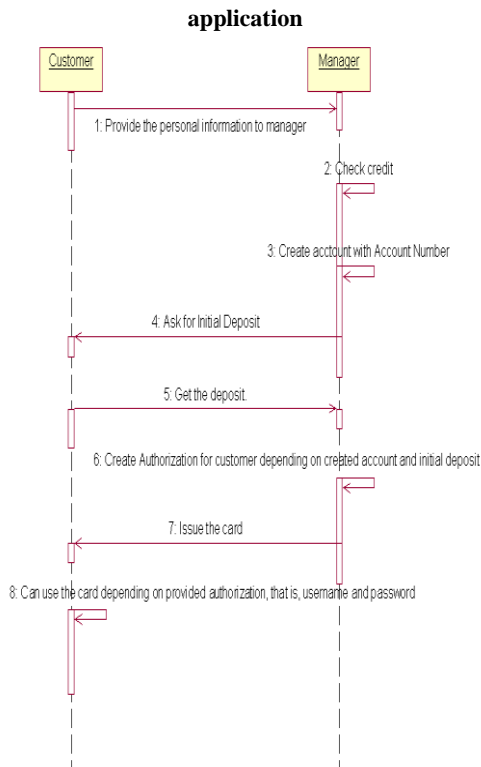 application
Customer
Manager
1: Provide the personal information to manager
2: Check credit
3: Create acctount with Account Number
4: Ask for Initial Deposit
5: Get the deposit.
6: Create Authorization for customer depending on created account and initial deposit
7: Issue the card
8: Can use the card depending on provided authorization, that is, username and password